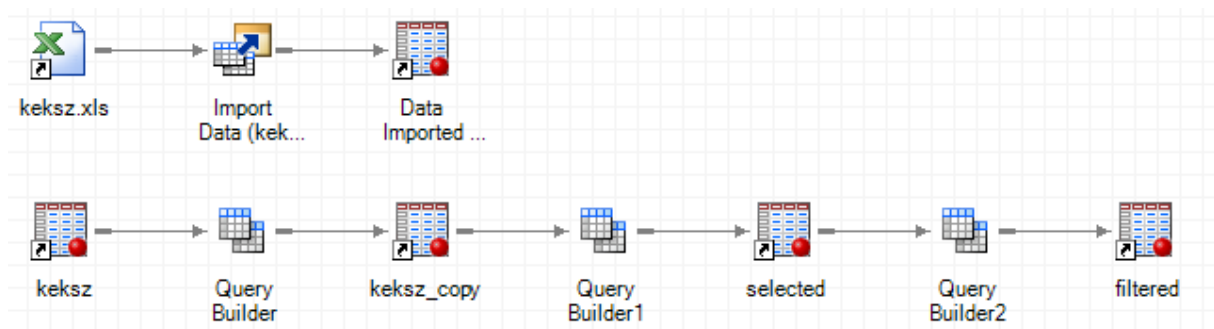 keksz.xls
Import
Data (kek...
Data
Imported ...
keksz
Query
Builder
keksz_copy
Query
Builder1
selected
Query
Builder2
filtered